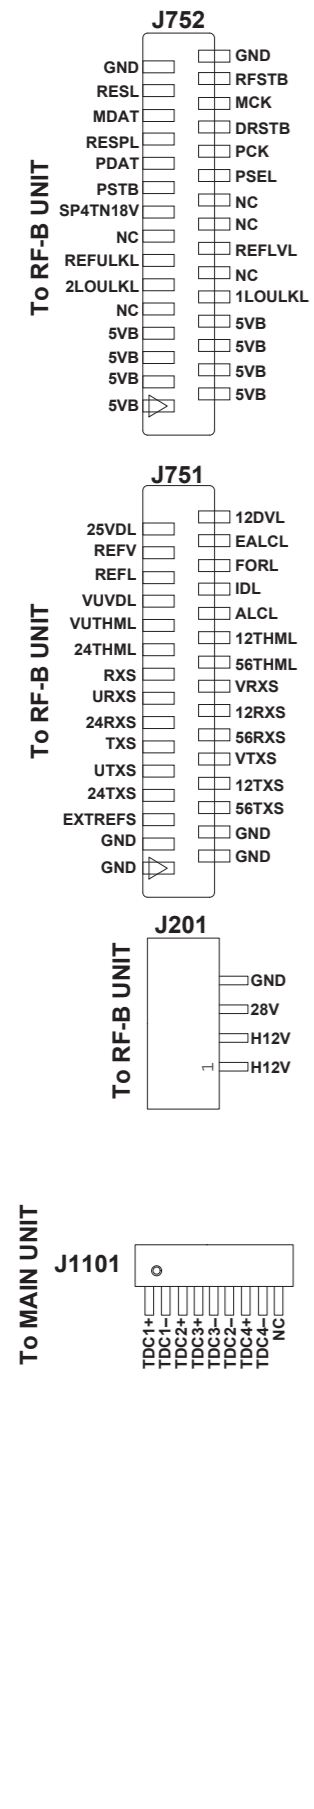 J752
To RF-B UNIT
GND
RESL
MDAT
RESPL
PDAT
PSTB
SP4TN18V
NC
REFULKL
2LOULKL
NC
5VB
5VB
5VB
5VB
GND
RFSTB
MCK
DRSTB
PCK
PSEL
NC
NC
REFLVL
NC
1LOULKL
5VB
5VB
5VB
5VB
J751
To RF-B UNIT
25VDL
REFV
REFL
VUVDL
VUTHML
24THML
RXS
URXS
24RXS
TXS
UTXS
24TXS
EXTREFS
GND
GND
12DVL
EALCL
FORL
IDL
ALCL
12THML
56THML
VRXS
12RXS
56RXS
VTXS
12TXS
56TXS
GND
GND
J201
To RF-B UNIT
GND
28V
H12V
H12V
1
To MAIN UNIT
J1101
TDC1+
TDC1–
TDC2+
TDC3+
TDC3–
TDC2–
TDC4+
TDC4–
NC